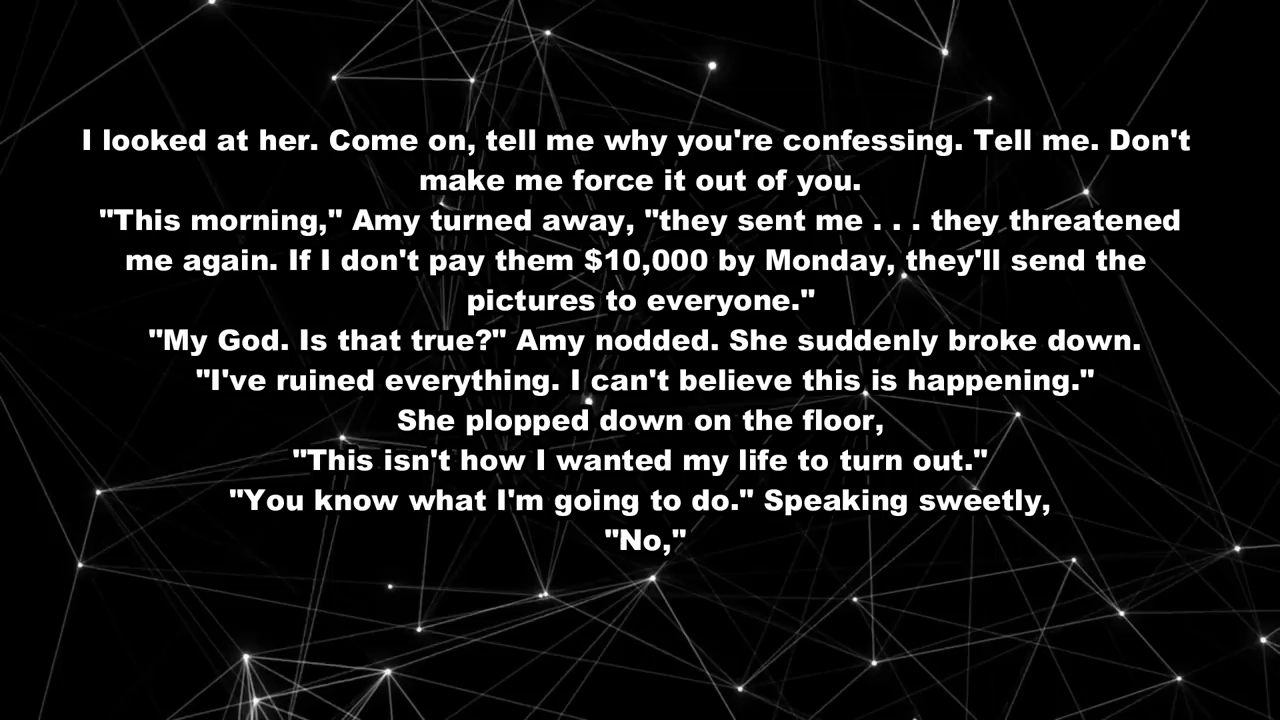 I looked at her. Come on, tell me why you're confessing. Tell me. Don't
make me force it out of you.
"This morning," Amy turned away, "they sent me . . . they threatened
me again. If I don't pay them $10,000 by Monday, they'll send the
pictures to everyone."
"My God. Is that true?" Amy nodded. She suddenly broke down.
"I've ruined everything. I can't believe this is happening."
She plopped down on the floor,
"This isn't how I wanted my life to turn out."
"You know what I'm going to do." Speaking sweetly,
"No,"